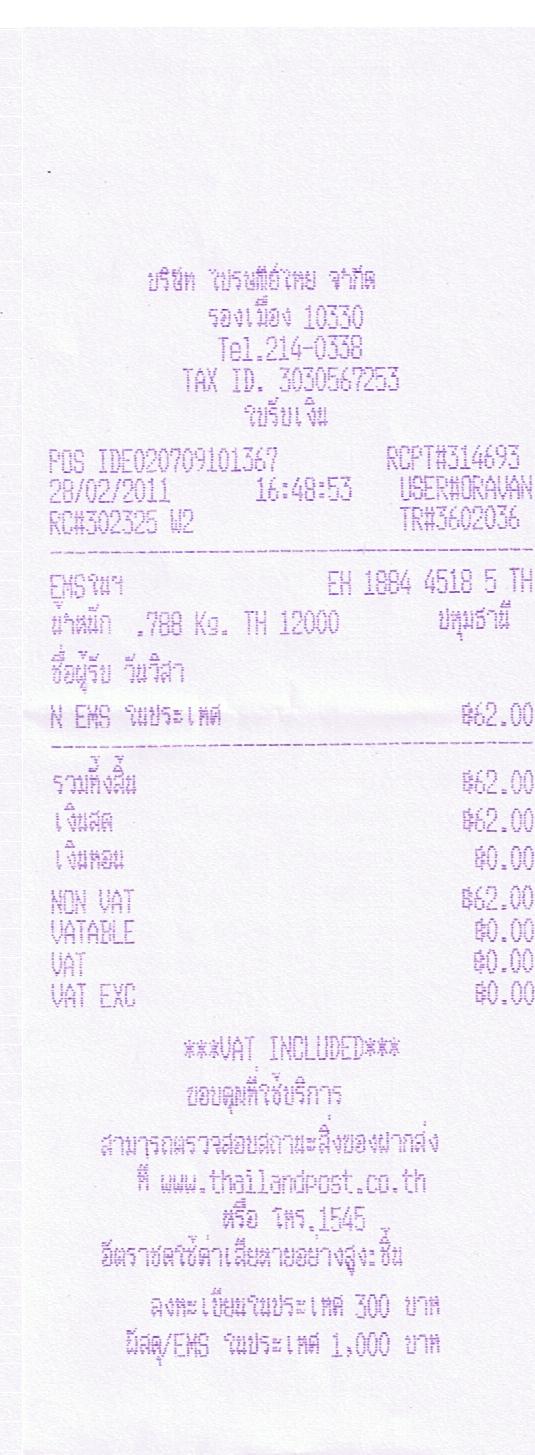 บริษัท ไปรษณีย์ไทย จำกัด
รองเมือง 10330
Tel.214-0338
TAX ID. 3030567253
ใบรับเงิน
POS IDE020709101367 RCPT#314693
28/02/2011 16:48:53 USER#ORAVAN
RC#302325 W2 TR#3602036
EMSในฯ EH 1884 4518 5 TH
น้ำหนัก .788 Kg. TH 12000 ปทุมธานี
ชื่อผู้รับ วันวิสา
N EMS ในประเทศ ฿62.00
รวมทั้งสิ้น ฿62.00
เงินสด ฿62.00
เงินทอน ฿0.00
NON VAT ฿62.00
VATABLE ฿0.00
VAT ฿0.00
VAT EXC ฿0.00
***VAT INCLUDED***
ขอบคุณที่ใช้บริการ
สามารถตรวจสอบสถานะสิ่งของฝากส่ง
ที่ www.thailandpost.co.th
หรือ โทร.1545
อัตราชดใช้ค่าเสียหายอย่างสูง:ชิ้น
ลงทะเบียนในประเทศ 300 บาท
พัสดุ/EMS ในประเทศ 1,000 บาท